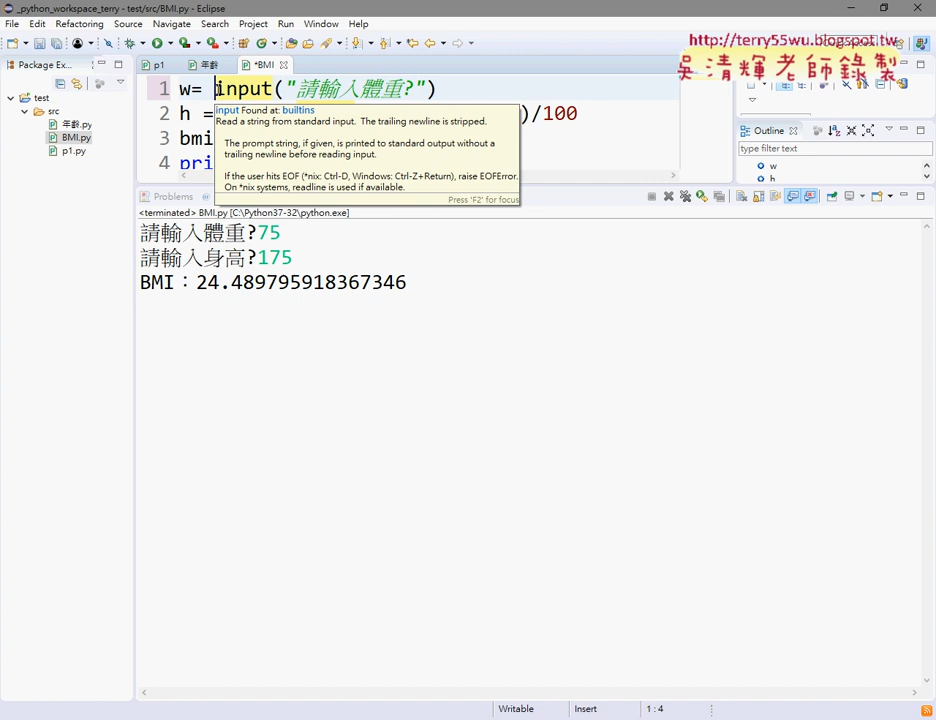 _python_workspace_terry - test/src/BMI.py - Eclipse
File Edit Refactoring Source Navigate Search Project Run Window Help
http://terry55wu.blogspot.tw
吳清輝老師錄製
Package Ex...
p1 年齡 *BMI
test
src
年齡.py
BMI.py
p1.py
1 w= input("請輸入體重?")
2 h = )/100
3 bmi
4 pri
input Found at: builtins
Read a string from standard input. The trailing newline is stripped.
The prompt string, if given, is printed to standard output without a
trailing newline before reading input.
If the user hits EOF (*nix: Ctrl-D, Windows: Ctrl-Z+Return), raise EOFError.
On *nix systems, readline is used if available.
Press 'F2' for focus
Outline
type filter text
w
h
Problems
<terminated> BMI.py [C:\Python37-32\python.exe]
請輸入體重?75
請輸入身高?175
BMI：24.489795918367346
Writable Insert 1 : 4